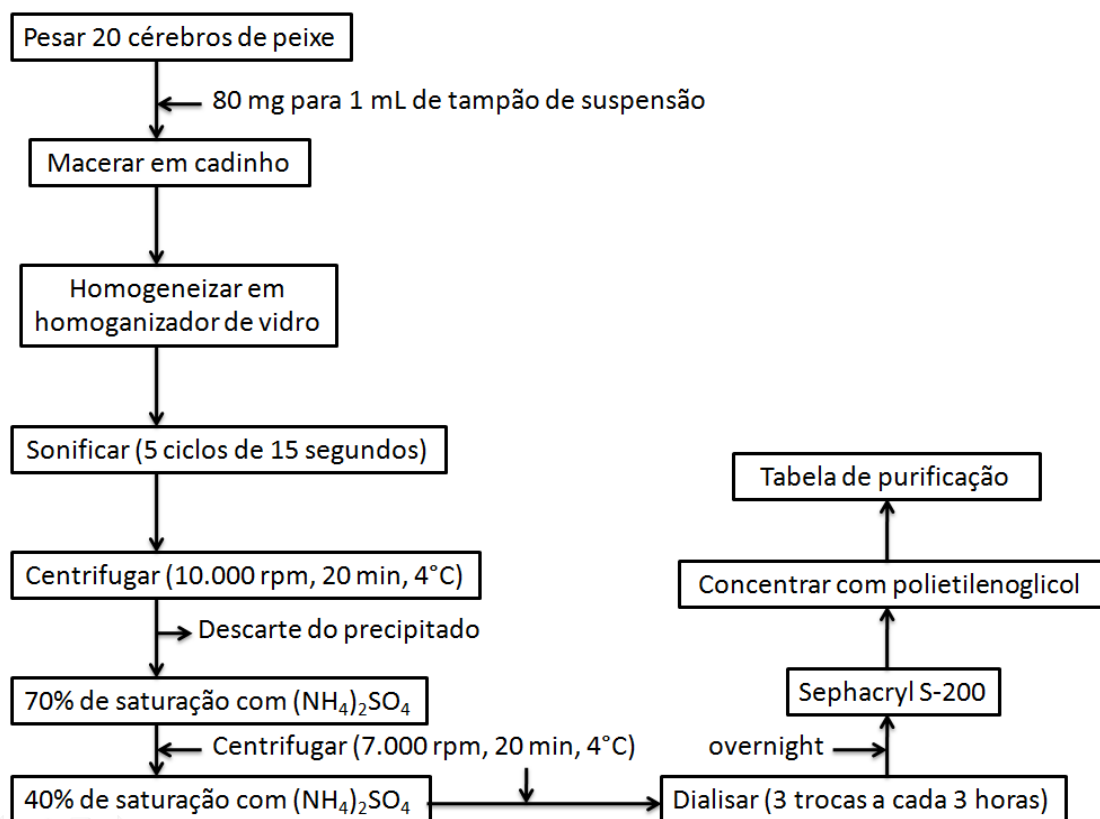 Pesar 20 cérebros de peixe
80 mg para 1 mL de tampão de suspensão
Macerar em cadinho
Homogeneizar em
homoganizador de vidro
Sonificar (5 ciclos de 15 segundos)
Centrifugar (10.000 rpm, 20 min, 4°C)
Descarte do precipitado
70% de saturação com (NH₄)₂SO₄
Centrifugar (7.000 rpm, 20 min, 4°C)
40% de saturação com (NH₄)₂SO₄
Dialisar (3 trocas a cada 3 horas)
overnight
Sephacryl S-200
Concentrar com polietilenoglicol
Tabela de purificação